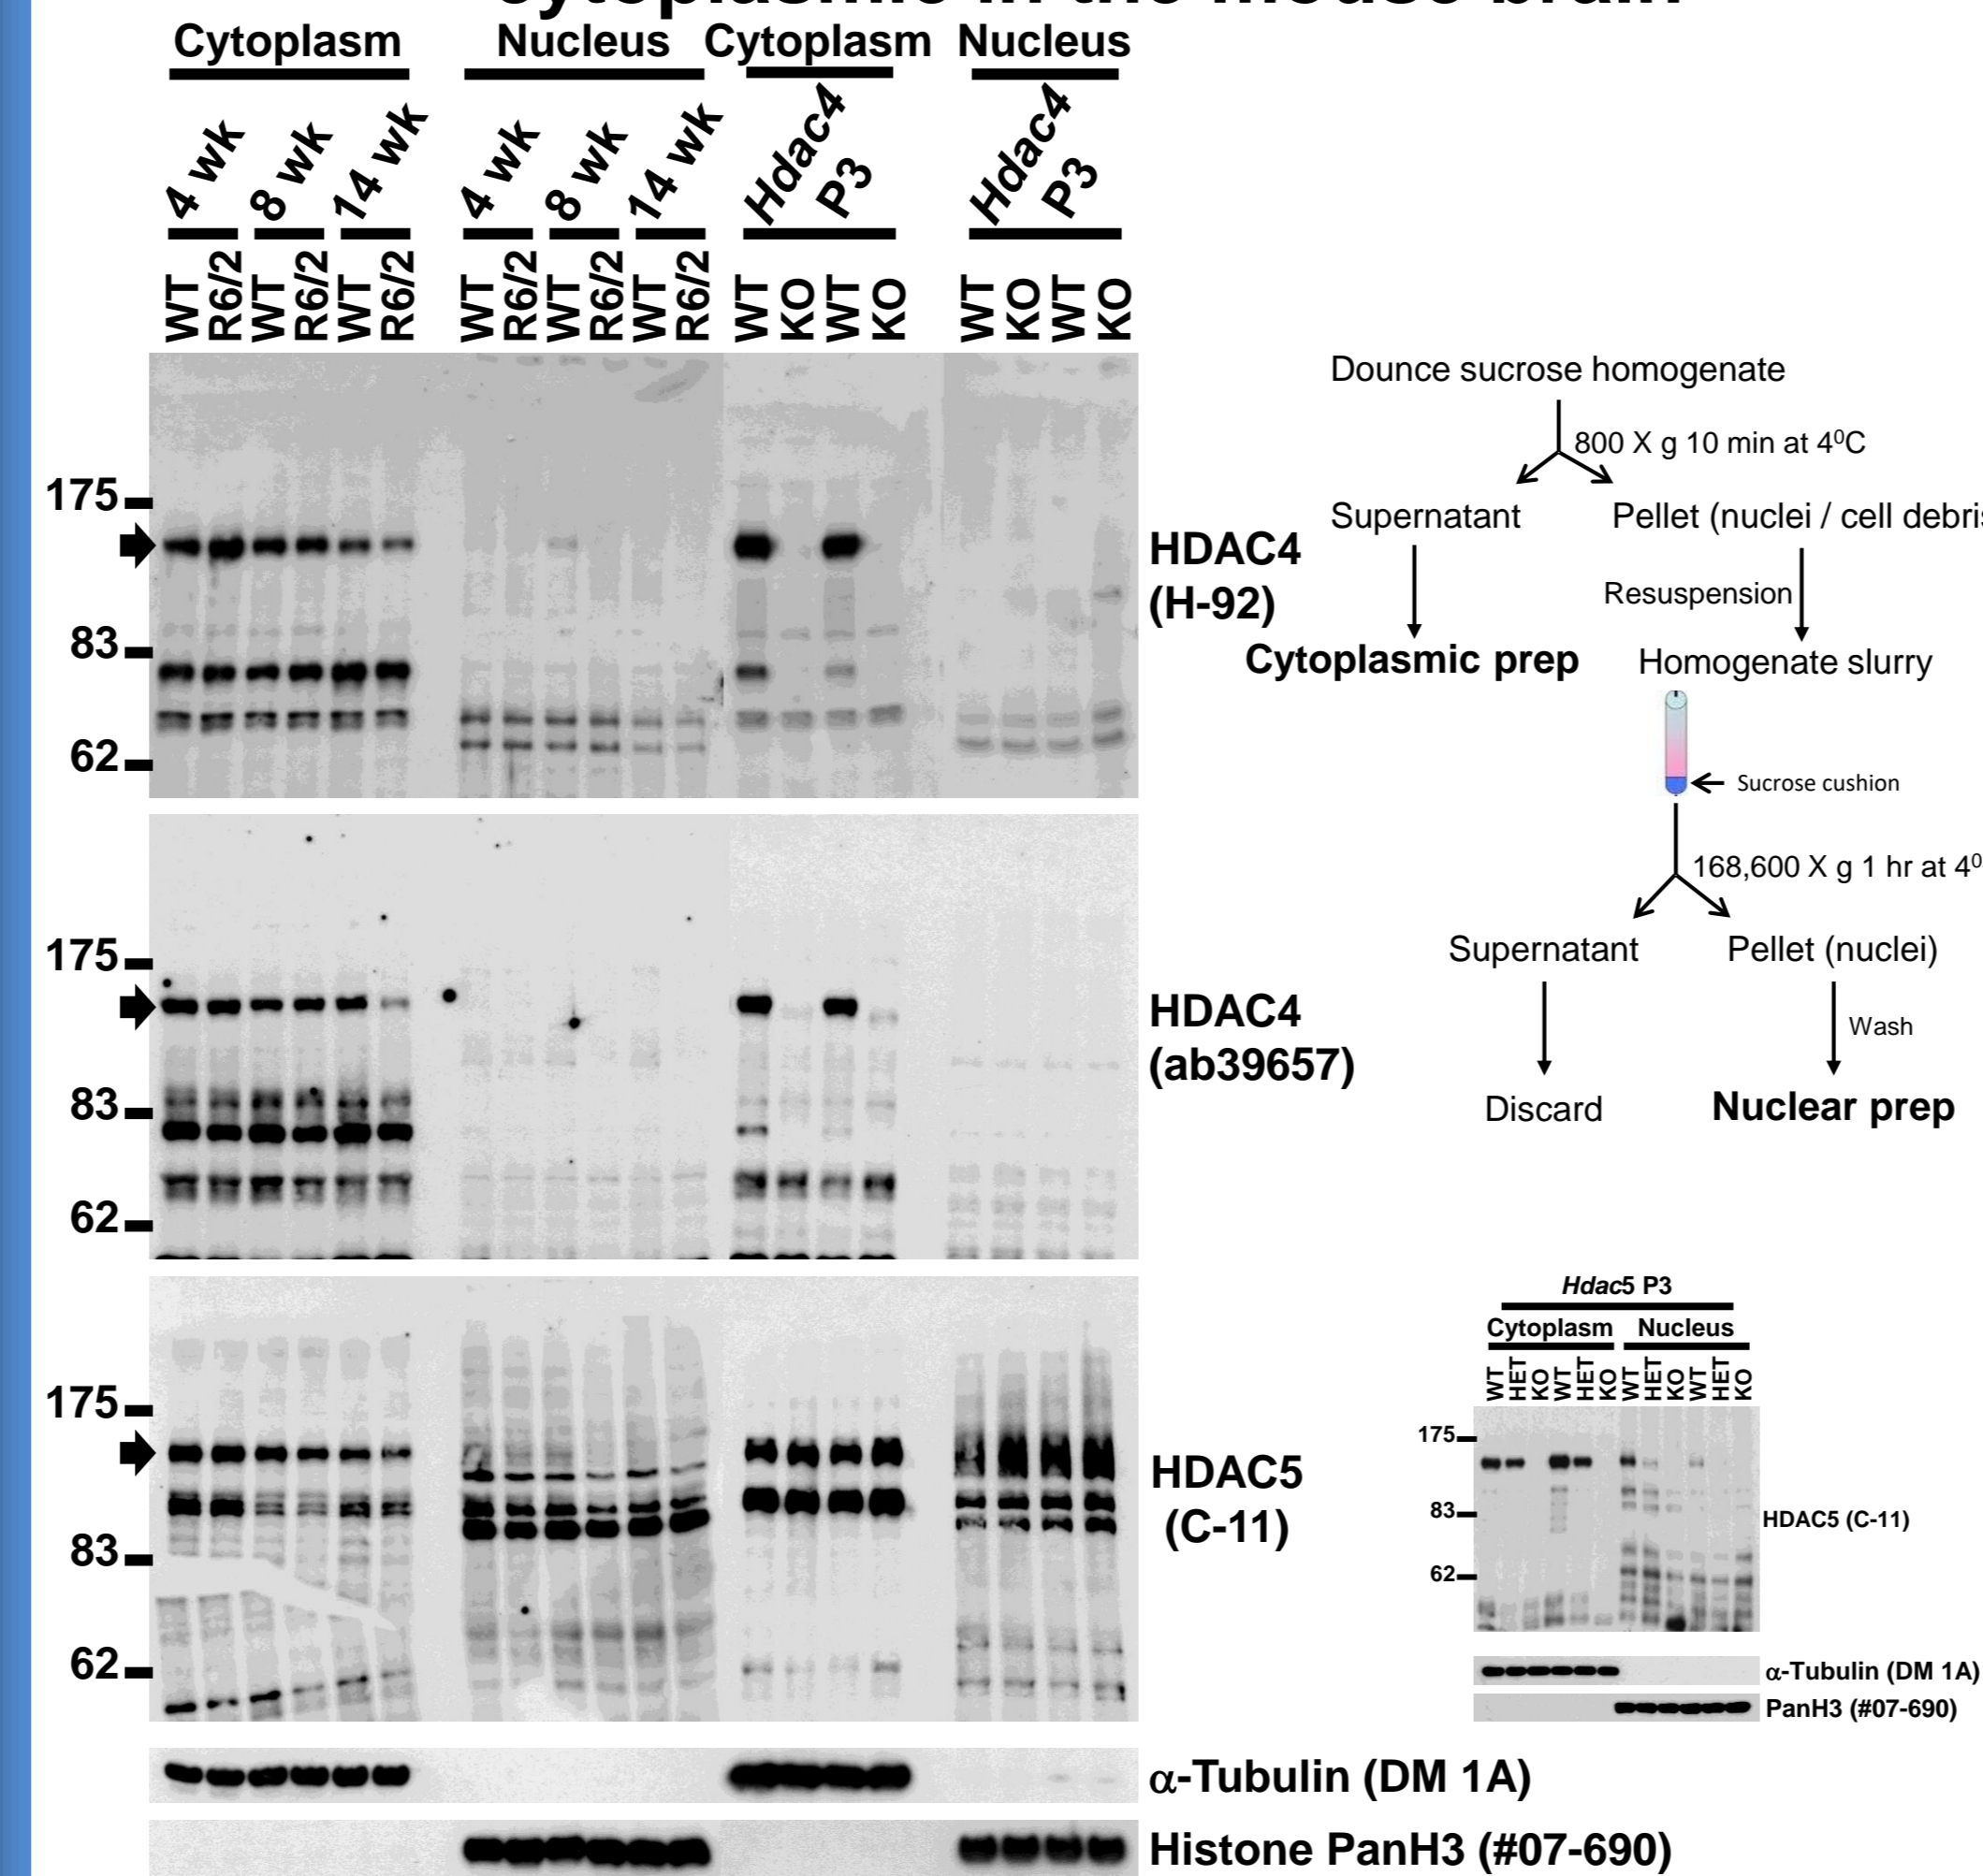 cytoplasmic in the mouse brain
Cytoplasm Nucleus Cytoplasm Nucleus
4 wk 8 wk 14 wk 4 wk 8 wk 14 wk Hdac4 P3 Hdac4 P3
WT R6/2 WT R6/2 WT R6/2 WT R6/2 WT R6/2 WT R6/2 WT KO WT KO WT KO WT KO
175
83
62
HDAC4
(H-92)
175
83
62
HDAC4
(ab39657)
175
83
62
HDAC5
(C-11)
α-Tubulin (DM 1A)
Histone PanH3 (#07-690)
Dounce sucrose homogenate
800 X g 10 min at 4⁰C
Supernatant Pellet (nuclei / cell debris
Resuspension
Cytoplasmic prep Homogenate slurry
Sucrose cushion
168,600 X g 1 hr at 4⁰
Supernatant Pellet (nuclei)
Wash
Discard Nuclear prep
Hdac5 P3
Cytoplasm Nucleus
WT HET KO WT HET KO WT HET KO WT HET KO
175
83
62
HDAC5 (C-11)
α-Tubulin (DM 1A)
PanH3 (#07-690)